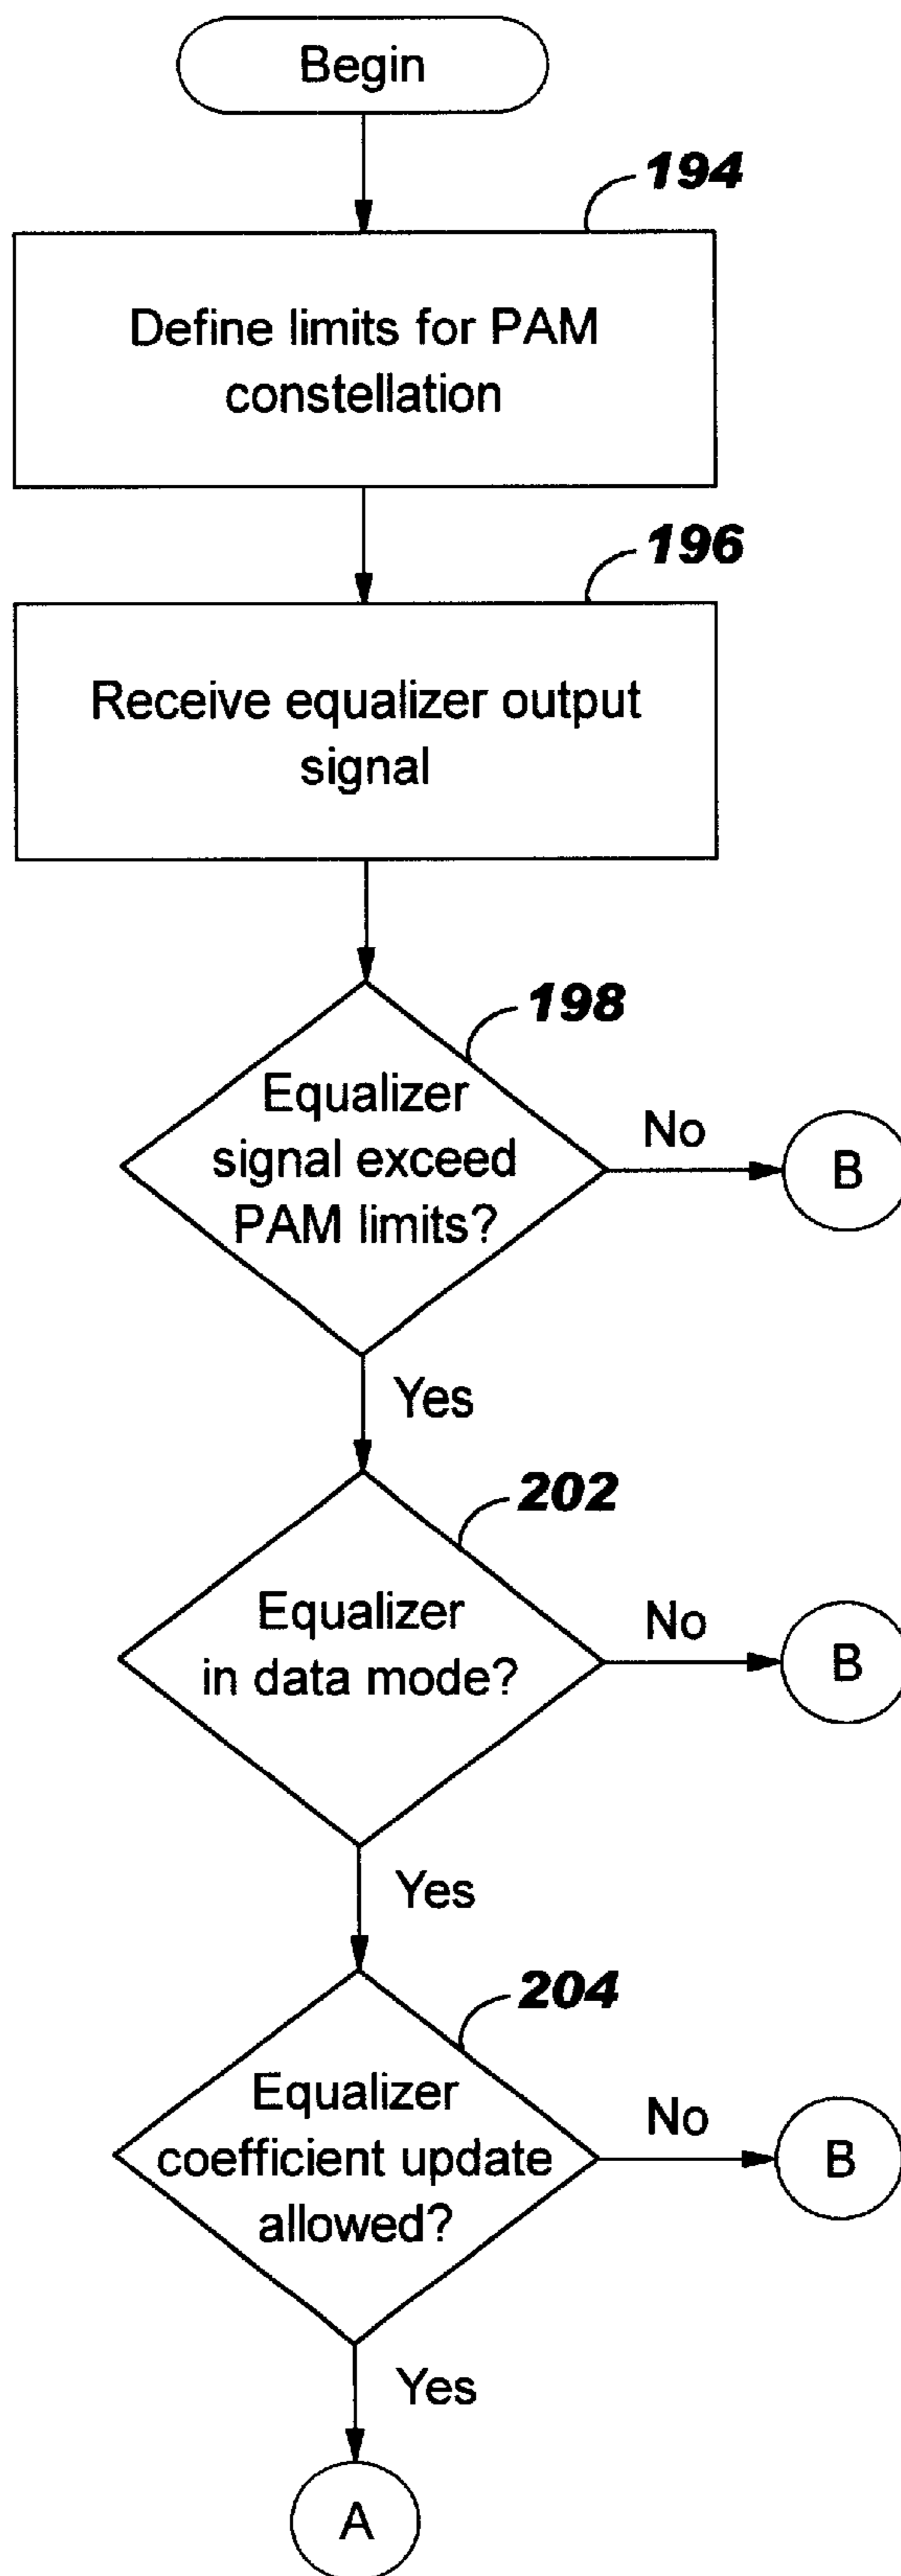 Begin
194
Define limits for PAM
constellation
196
Receive equalizer output
signal
198
Equalizer
signal exceed
PAM limits?
No
B
Yes
202
Equalizer
in data mode?
No
B
Yes
204
Equalizer
coefficient update
allowed?
No
B
Yes
A